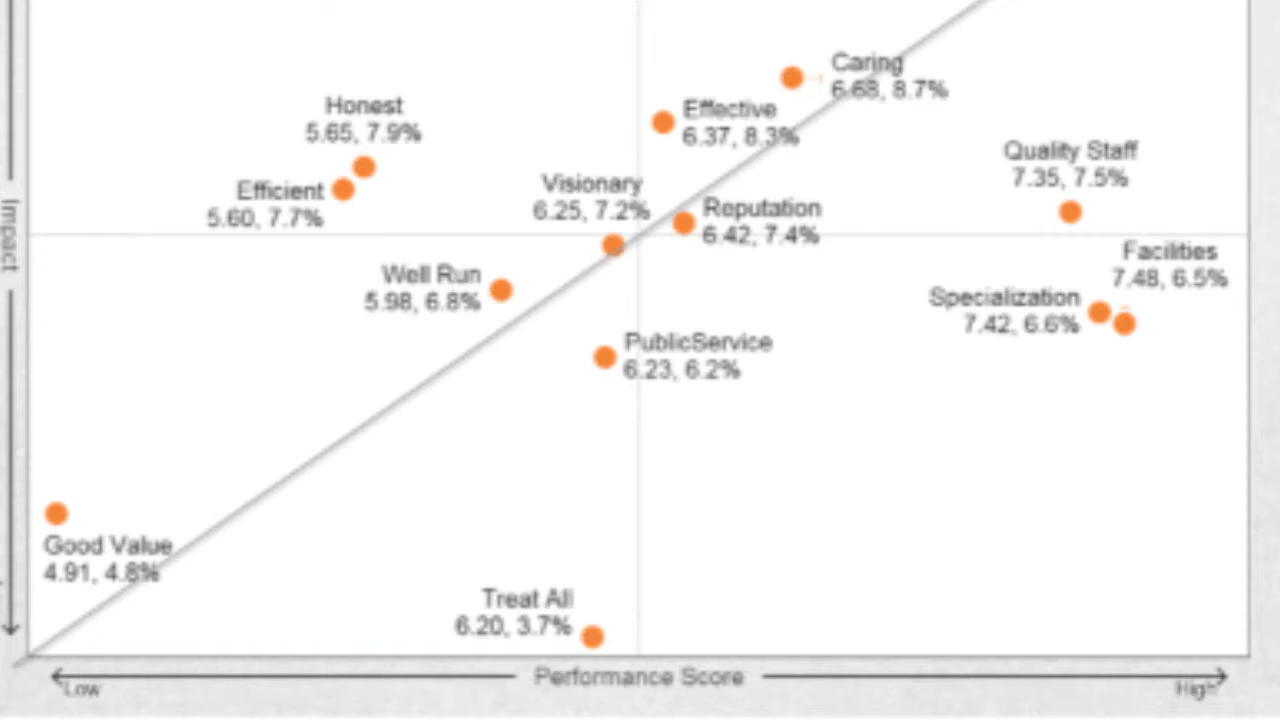 Caring
6.68, 8.7%
Honest
5.65, 7.9%
Effective
6.37, 8.3%
Quality Staff
7.35, 7.5%
Efficient
5.60, 7.7%
Visionary
6.25, 7.2%
Reputation
6.42, 7.4%
Impact
Well Run
5.98, 6.8%
Facilities
7.48, 6.5%
Specialization
7.42, 6.6%
PublicService
6.23, 6.2%
Good Value
4.91, 4.8%
Treat All
6.20, 3.7%
Low
Performance Score
High